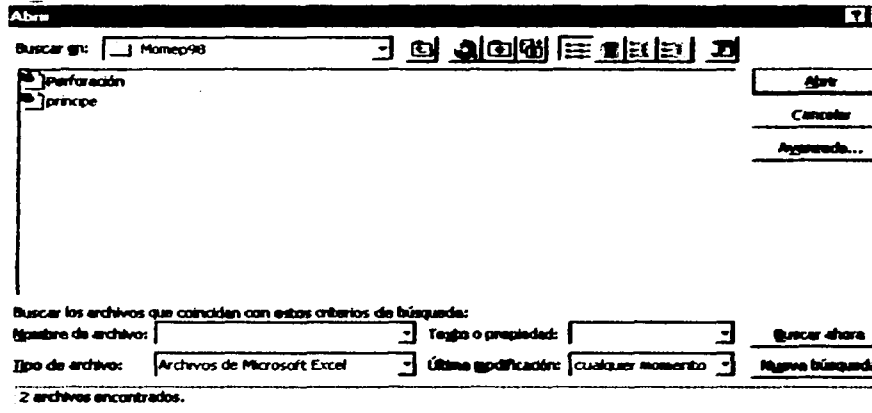 Abrir
Buscar en: Momep98
Perforación
principe
Abrir
Cancelar
Avanzada...
Buscar los archivos que coincidan con estos criterios de búsqueda:
Nombre de archivo: Texto o propiedad: Buscar ahora
Tipo de archivo: Archivos de Microsoft Excel Última modificación: cualquier momento Nueva búsqueda
2 archivos encontrados.